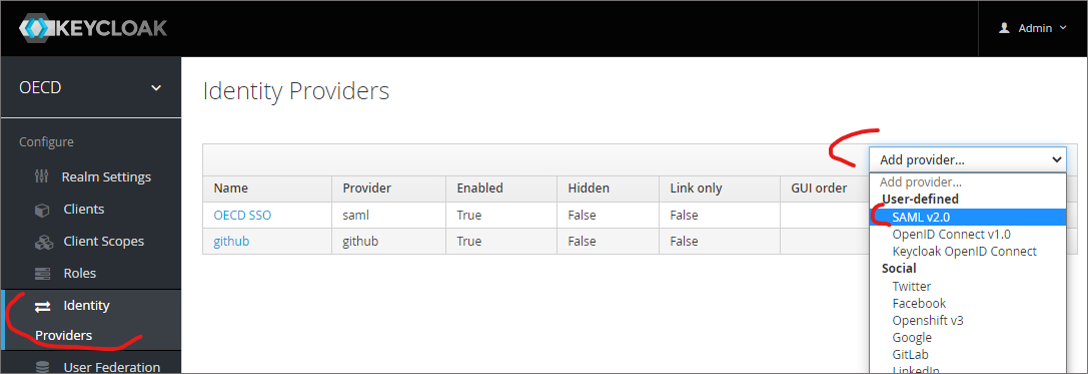 KEYCLOAK
Admin
OECD
Identity Providers
Configure
Realm Settings
Clients
Client Scopes
Roles
Identity
Providers
User Federation
Add provider...
Name Provider Enabled Hidden Link only GUI order
OECD SSO saml True False False
github github True False False
Add provider...
User-defined
SAML v2.0
OpenID Connect v1.0
Keycloak OpenID Connect
Social
Twitter
Facebook
Openshift v3
Google
GitLab
LinkedIn